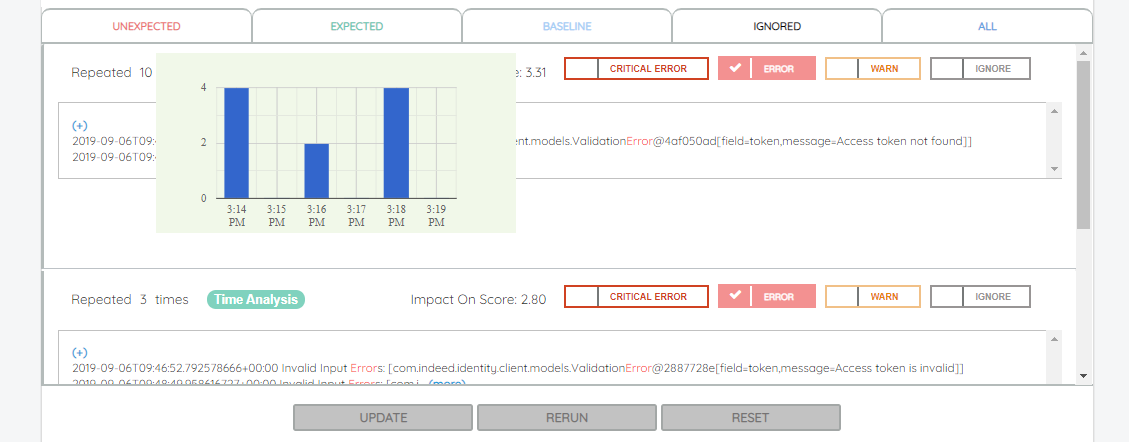 UNEXPECTED EXPECTED BASELINE IGNORED ALL
Repeated 10 e: 3.31 CRITICAL ERROR ERROR WARN IGNORE
4
2
0
3:14 PM 3:15 PM 3:16 PM 3:17 PM 3:18 PM 3:19 PM
(+)
2019-09-06T09: ent.models.ValidationError@4af050ad[field=token,message=Access token not found]]
2019-09-06T09:
Repeated 3 times Time Analysis Impact On Score: 2.80 CRITICAL ERROR ERROR WARN IGNORE
(+)
2019-09-06T09:46:52.792578666+00:00 Invalid Input Errors: [com.indeed.identity.client.models.ValidationError@2887728e[field=token,message=Access token is invalid]]
2019-09-06T09:48:49.958616727+00:00 Invalid Input Errors: [com.i... (more)
UPDATE RERUN RESET